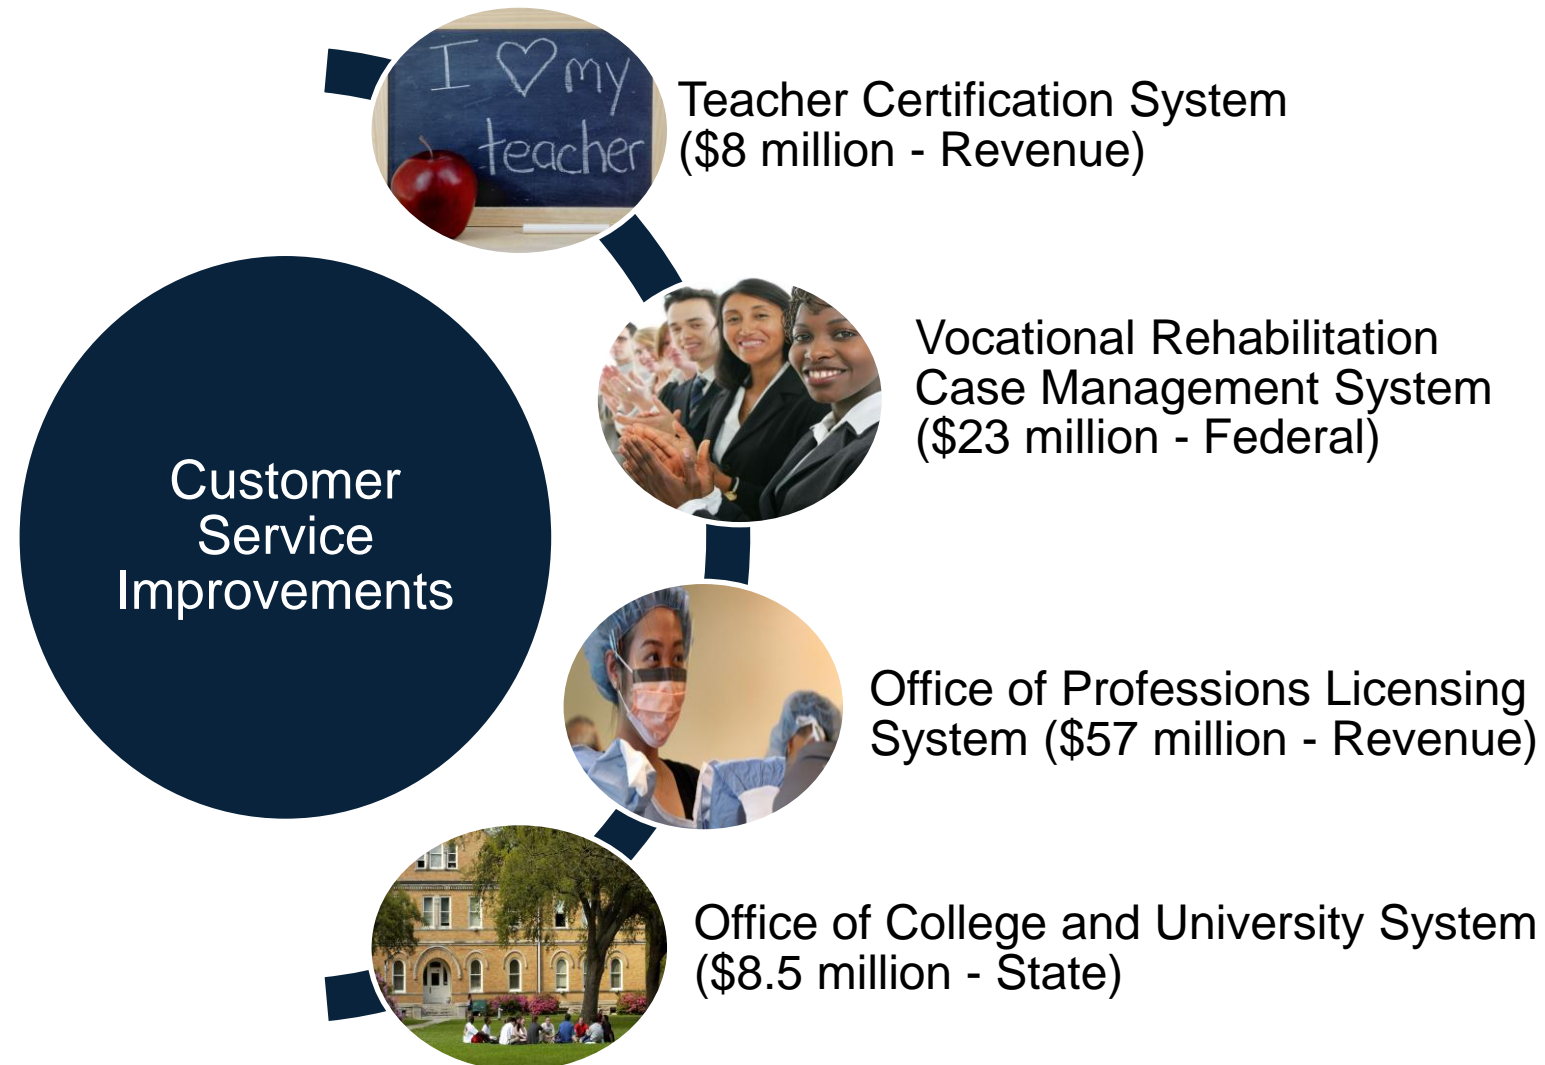 Customer
Service
Improvements
I ♡ my
teacher
Teacher Certification System
($8 million - Revenue)
Vocational Rehabilitation
Case Management System
($23 million - Federal)
Office of Professions Licensing
System ($57 million - Revenue)
Office of College and University System
($8.5 million - State)